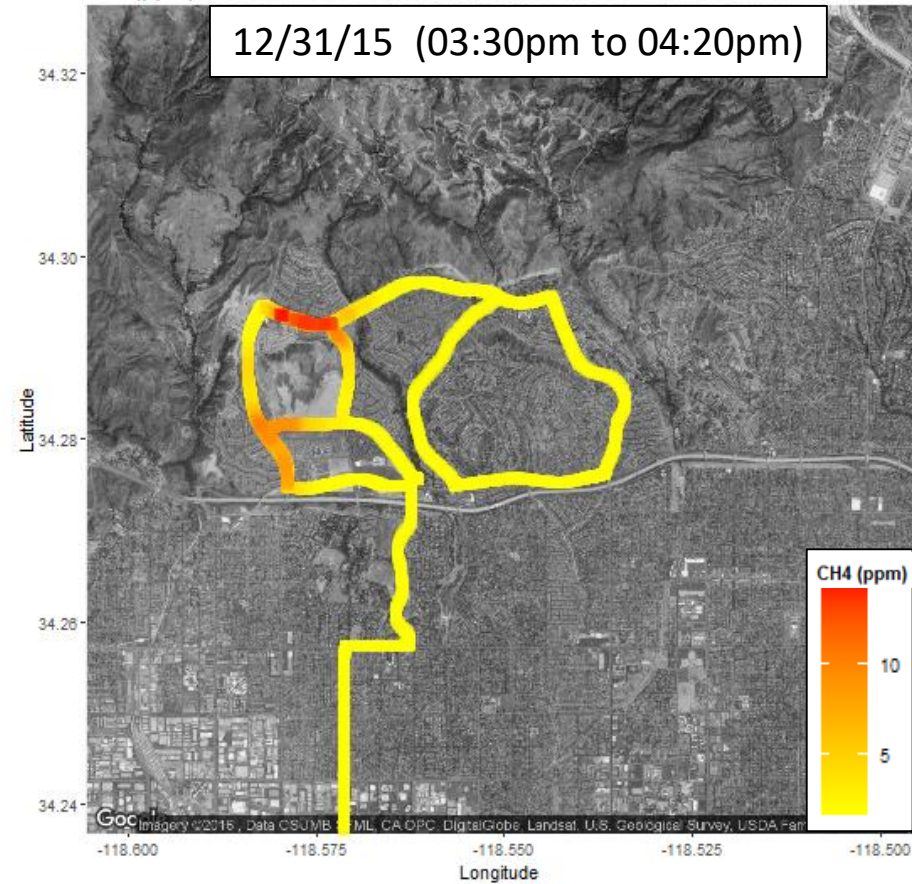 12/31/15 (03:30pm to 04:20pm)
34.32
34.30
Latitude
34.28
34.26
34.24
CH4 (ppm)
10
5
Imagery ©2016, Data CSUMB SFML, CA OPC, DigitalGlobe, Landsat, U.S. Geological Survey, USDA Farm
-118.600
-118.575
-118.550
-118.525
-118.500
Longitude